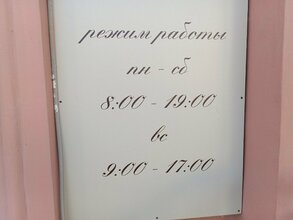 режим работы
пн - сб
8:00 - 19:00
вс
9:00 - 17:00